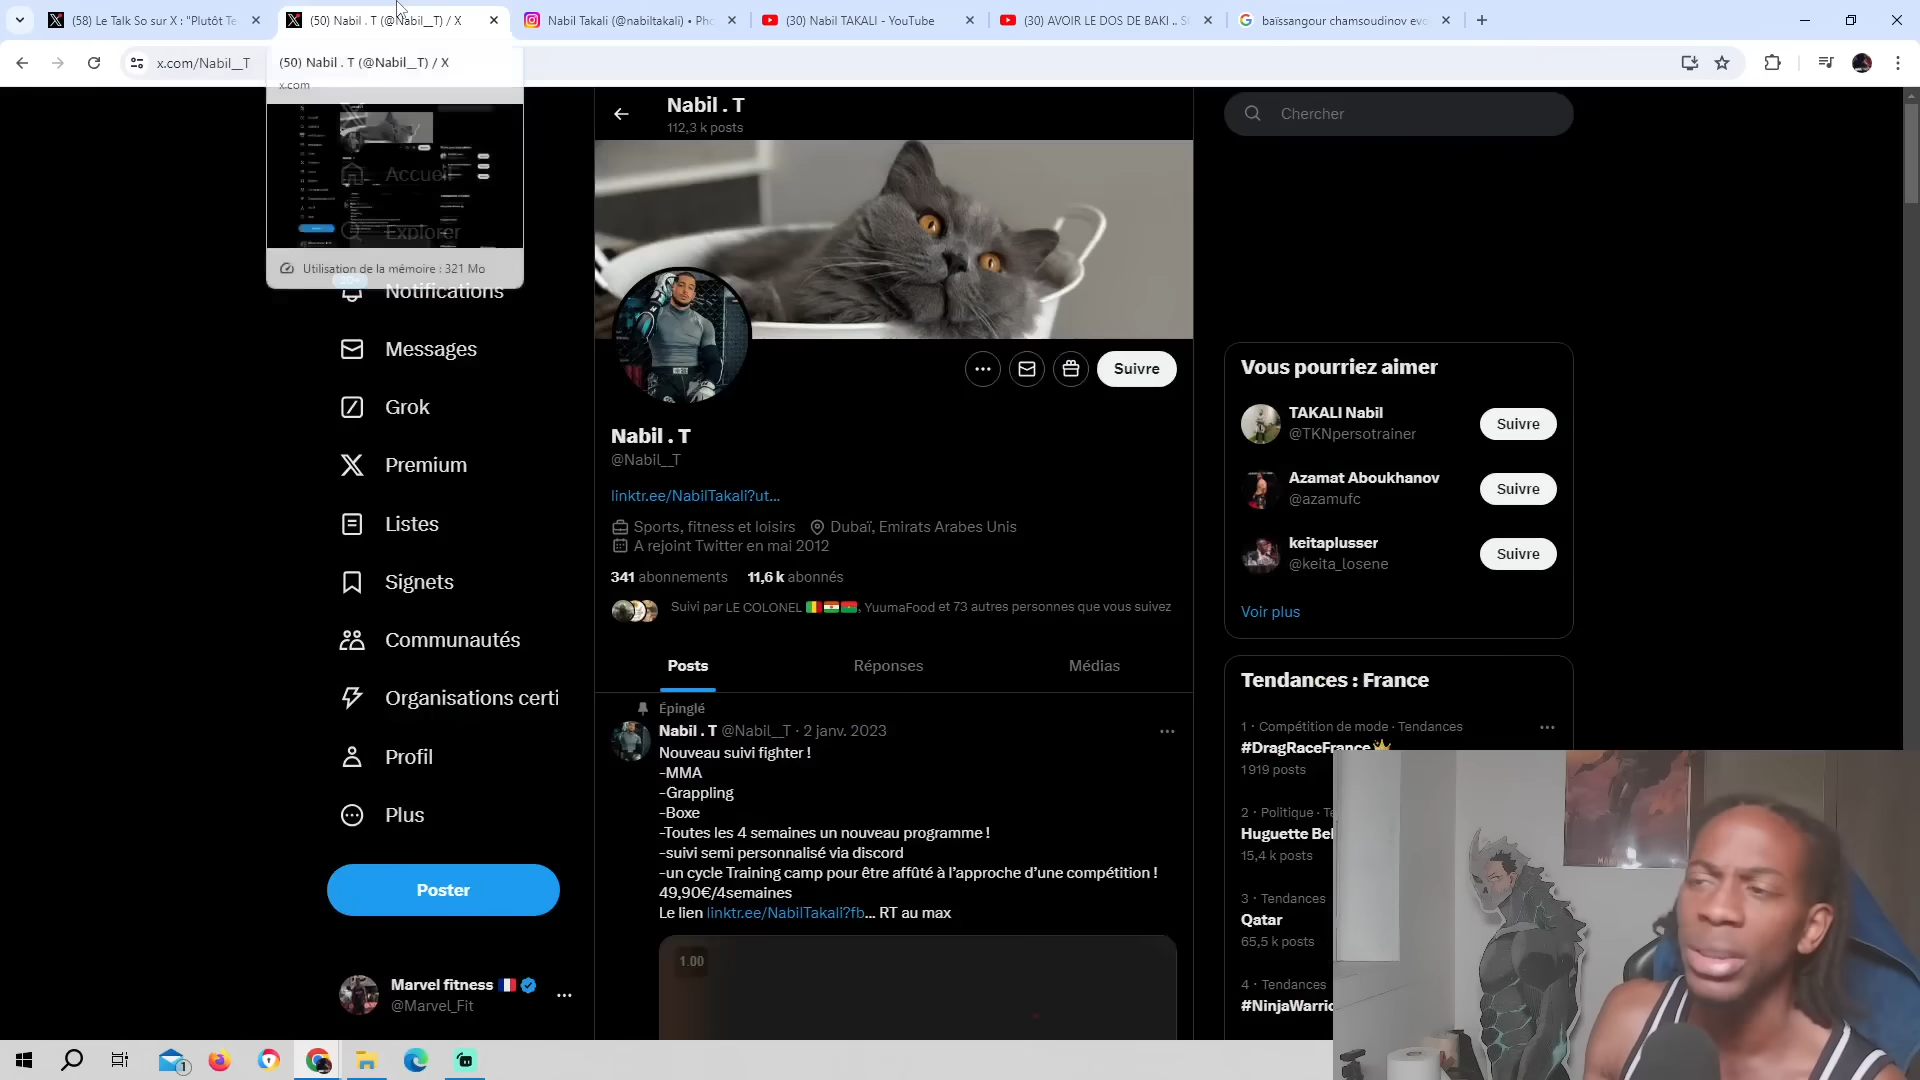 (58) Le Talk So sur X : "Plutôt Te
(50) Nabil . T (@Nabil__T) / X
Nabil Takali (@nabiltakali) • Pho
(30) Nabil TAKALI - YouTube
(30) AVOIR LE DOS DE BAKI .. S
baïssangour chamsoudinov evo
x.com/Nabil__T
(50) Nabil . T (@Nabil__T) / X
x.com
Utilisation de la mémoire : 321 Mo
Accueil
Explorer
Notifications
Messages
Grok
Premium
Listes
Signets
Communautés
Organisations certi
Profil
Plus
Poster
Marvel fitness
@Marvel_Fit
Nabil . T
112,3 k posts
Suivre
Nabil . T
@Nabil__T
linktr.ee/NabilTakali?ut…
Sports, fitness et loisirs Dubaï, Emirats Arabes Unis
A rejoint Twitter en mai 2012
341 abonnements 11,6 k abonnés
Suivi par LE COLONEL 🇲🇱🇳🇪🇧🇫, YuumaFood et 73 autres personnes que vous suivez
Posts Réponses Médias
Épinglé
Nabil . T @Nabil__T · 2 janv. 2023
Nouveau suivi fighter !
-MMA
-Grappling
-Boxe
-Toutes les 4 semaines un nouveau programme !
-suivi semi personnalisé via discord
-un cycle Training camp pour être affûté à l’approche d’une compétition !
49,90€/4semaines
Le lien linktr.ee/NabilTakali?fb… RT au max
1.00
Chercher
Vous pourriez aimer
TAKALI Nabil
@TKNpersotrainer
Suivre
Azamat Aboukhanov
@azamufc
Suivre
keitaplusser
@keita_losene
Suivre
Voir plus
Tendances : France
1 · Compétition de mode · Tendances
#DragRaceFrance
1 919 posts
2 · Politique · Te
Huguette Bel
15,4 k posts
3 · Tendances
Qatar
65,5 k posts
4 · Tendances
#NinjaWarric
1